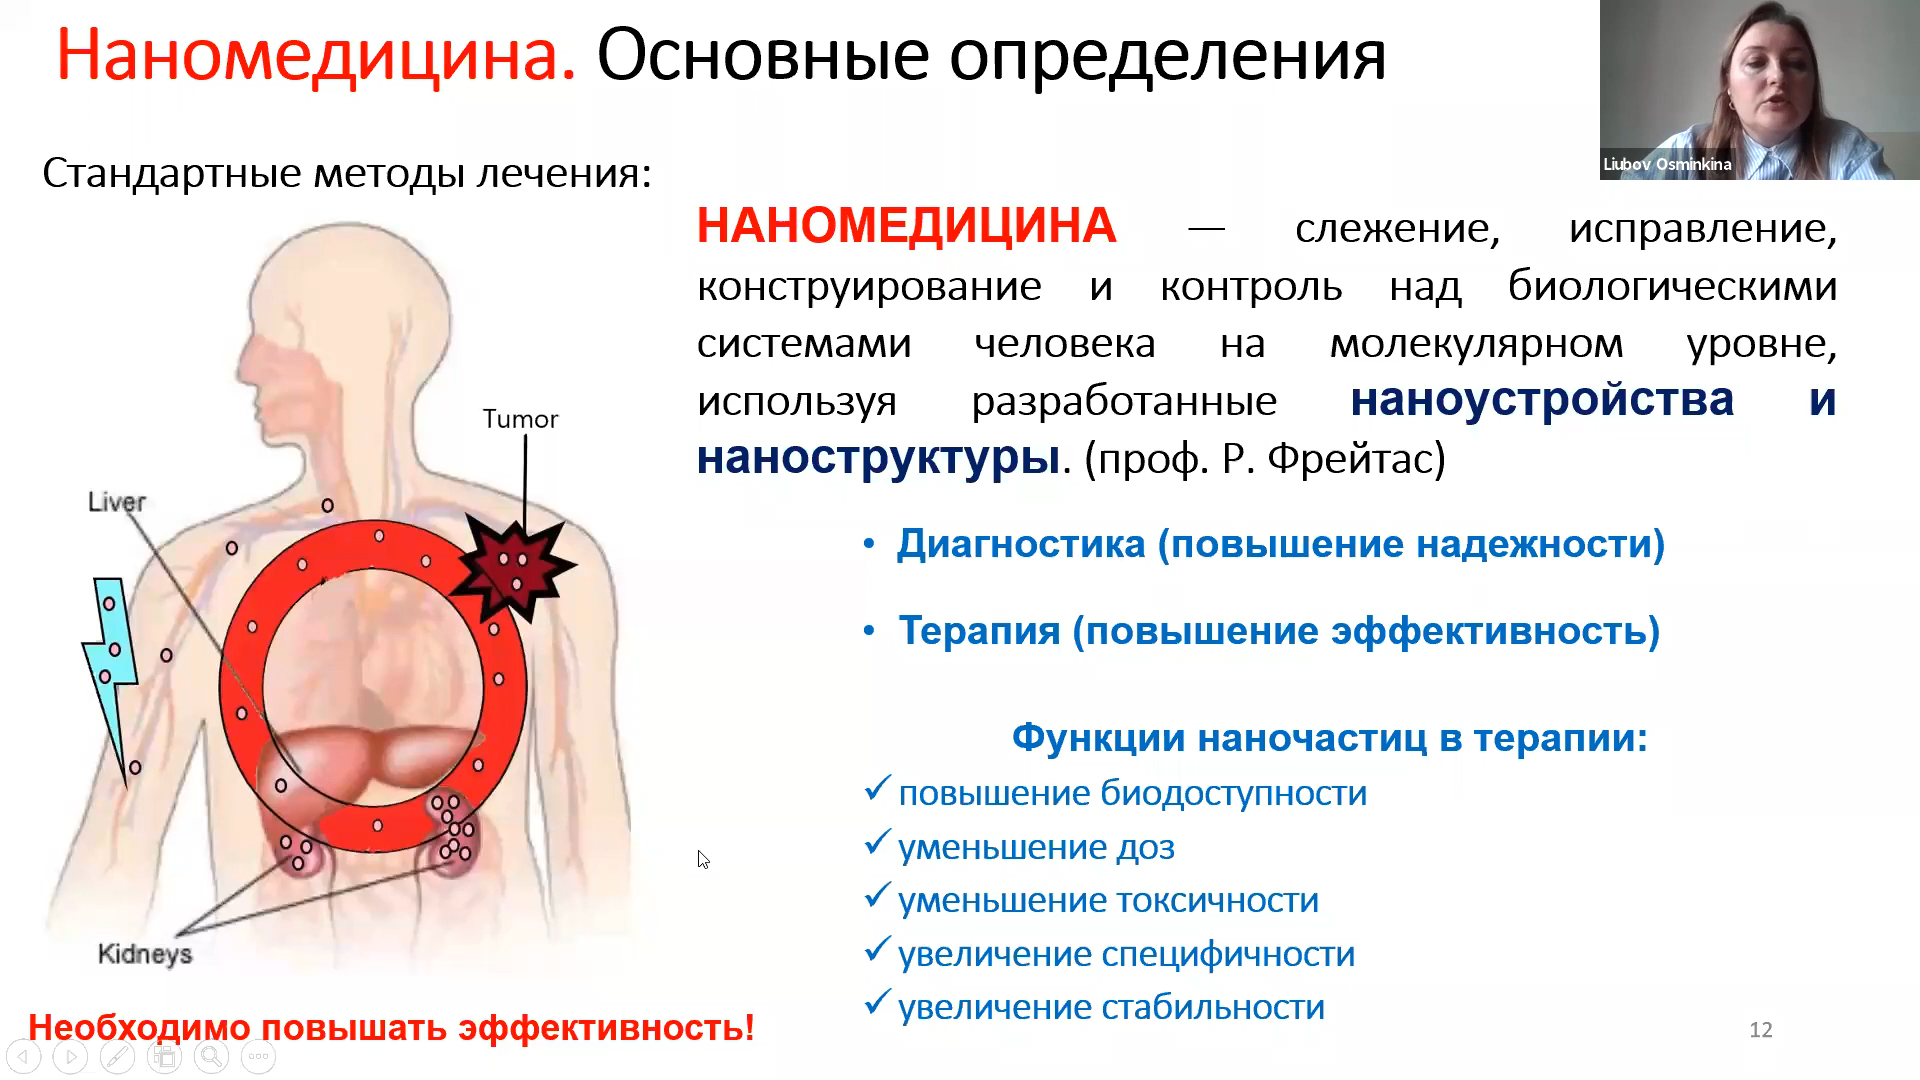 Наномедицина. Основные определения
Liubov Osminkina
Стандартные методы лечения:
Tumor
Liver
Kidneys
Необходимо повышать эффективность!
НАНОМЕДИЦИНА — слежение, исправление,
конструирование и контроль над биологическими
системами человека на молекулярном уровне,
используя разработанные наноустройства и
наноструктуры. (проф. Р. Фрейтас)
• Диагностика (повышение надежности)
• Терапия (повышение эффективность)
Функции наночастиц в терапии:
✓ повышение биодоступности
✓ уменьшение доз
✓ уменьшение токсичности
✓ увеличение специфичности
✓ увеличение стабильности
12